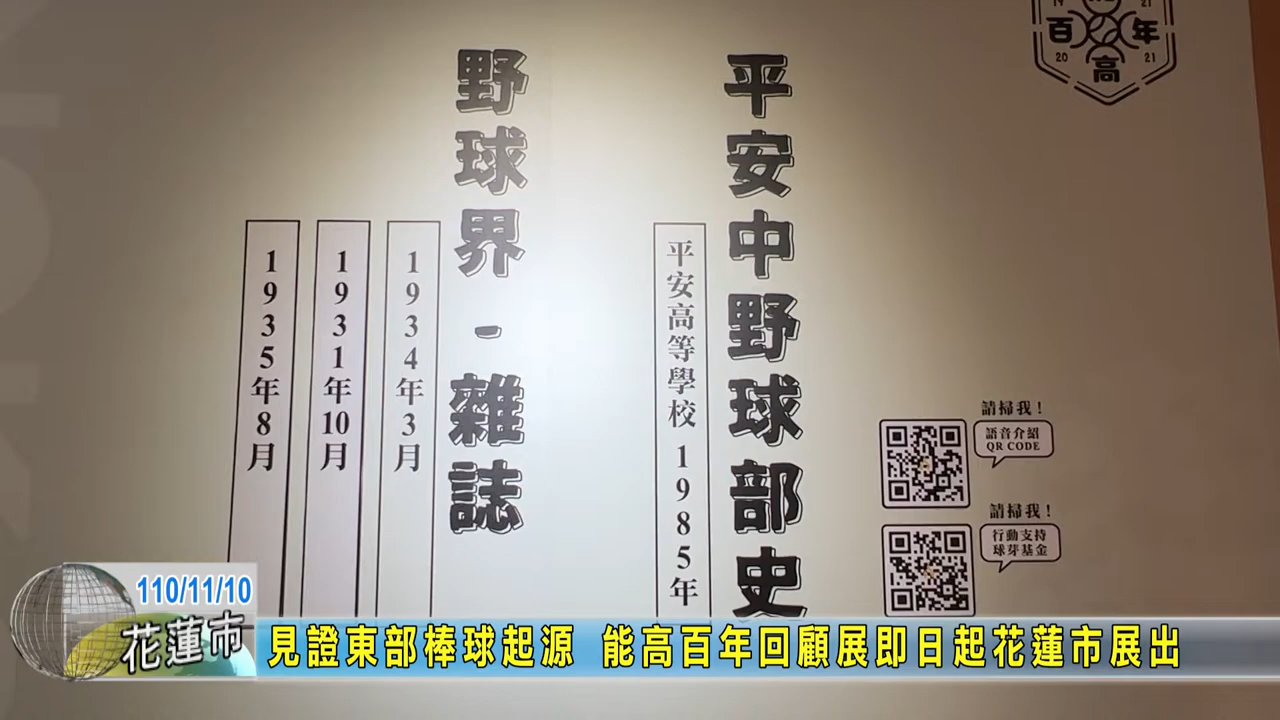 19
21
百
年
20
高
21
平安中野球部史
平安高等學校 1985年
野球界-雜誌
1934年3月
1931年10月
1935年8月
請掃我!
語音介紹
QR CODE
請掃我!
行動支持
球芽基金
110/11/10
花蓮市
見證東部棒球起源 能高百年回顧展即日起花蓮市展出